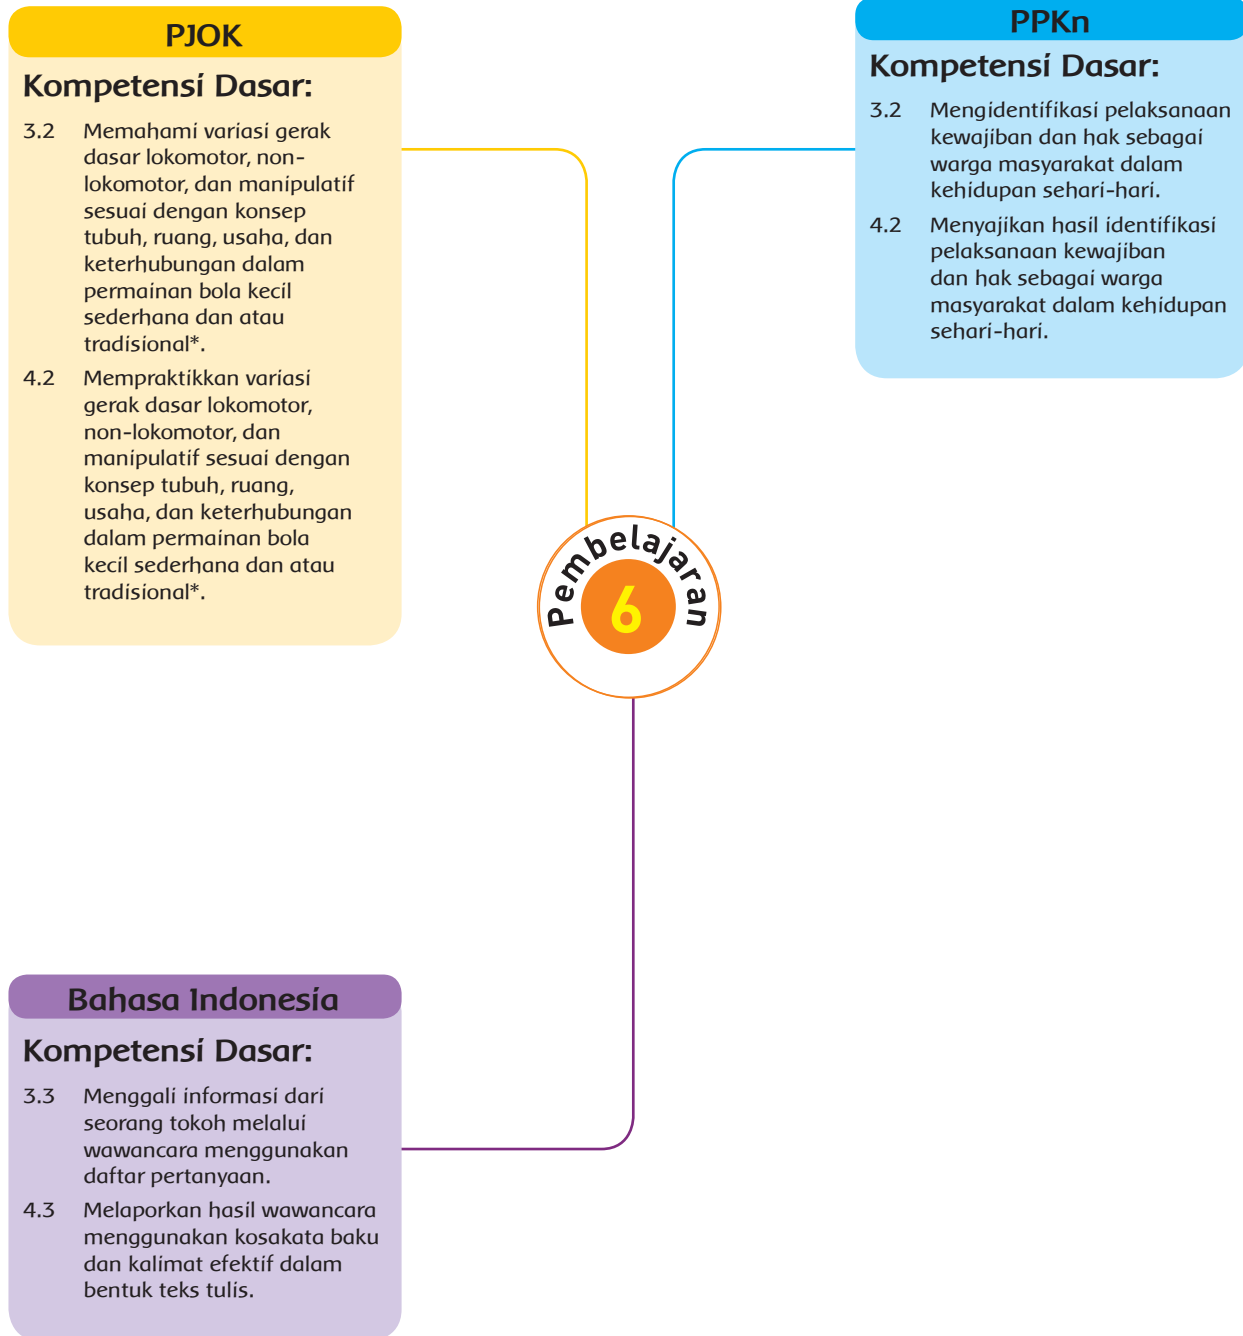 PJOK
Kompetensi Dasar:
3.2 Memahami variasi gerak
dasar lokomotor, non-
lokomotor, dan manipulatif
sesuai dengan konsep
tubuh, ruang, usaha, dan
keterhubungan dalam
permainan bola kecil
sederhana dan atau
tradisional*.
4.2 Mempraktikkan variasi
gerak dasar lokomotor,
non-lokomotor, dan
manipulatif sesuai dengan
konsep tubuh, ruang,
usaha, dan keterhubungan
dalam permainan bola
kecil sederhana dan atau
tradisional*.
PPKn
Kompetensi Dasar:
3.2 Mengidentifikasi pelaksanaan
kewajiban dan hak sebagai
warga masyarakat dalam
kehidupan sehari-hari.
4.2 Menyajikan hasil identifikasi
pelaksanaan kewajiban
dan hak sebagai warga
masyarakat dalam kehidupan
sehari-hari.
Pembelajaran
6
Bahasa Indonesia
Kompetensi Dasar:
3.3 Menggali informasi dari
seorang tokoh melalui
wawancara menggunakan
daftar pertanyaan.
4.3 Melaporkan hasil wawancara
menggunakan kosakata baku
dan kalimat efektif dalam
bentuk teks tulis.